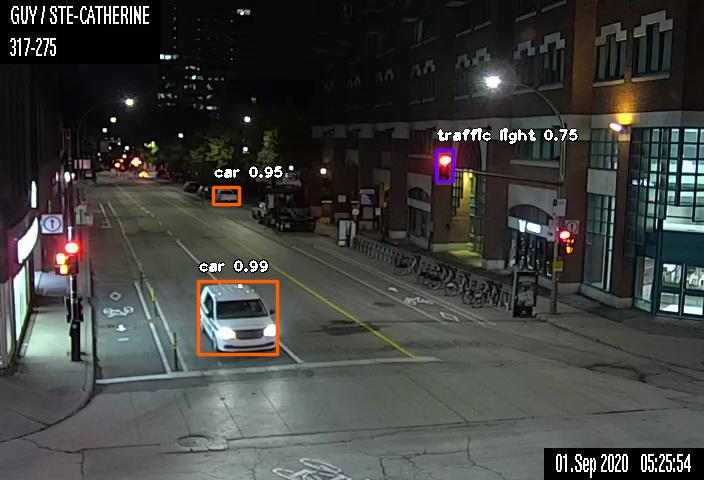 GUY / STE-CATHERINE
317-275
traffic light 0.75
car 0.95
car 0.99
01.Sep 2020 05:25:54